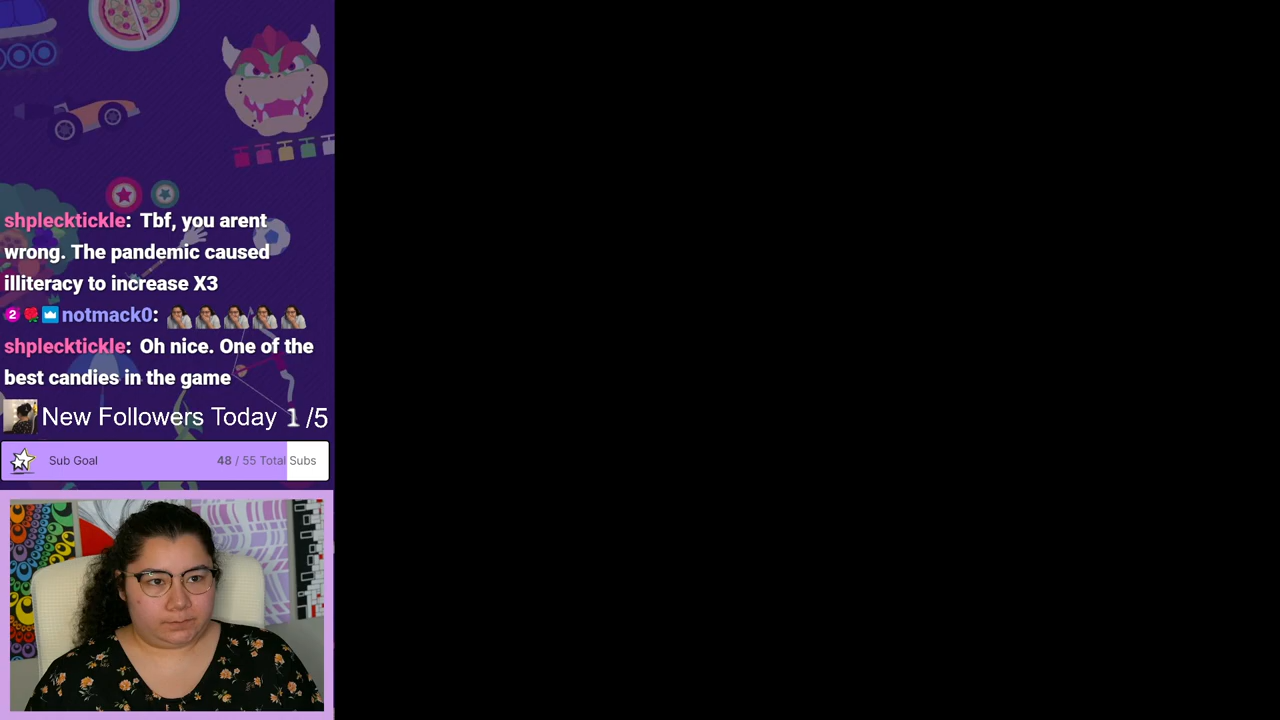 shplecktickle: Tbf, you arent
wrong. The pandemic caused
illiteracy to increase X3
2 notmack0:
shplecktickle: Oh nice. One of the
best candies in the game
New Followers Today 1 /5
Sub Goal 48 / 55 Total Subs